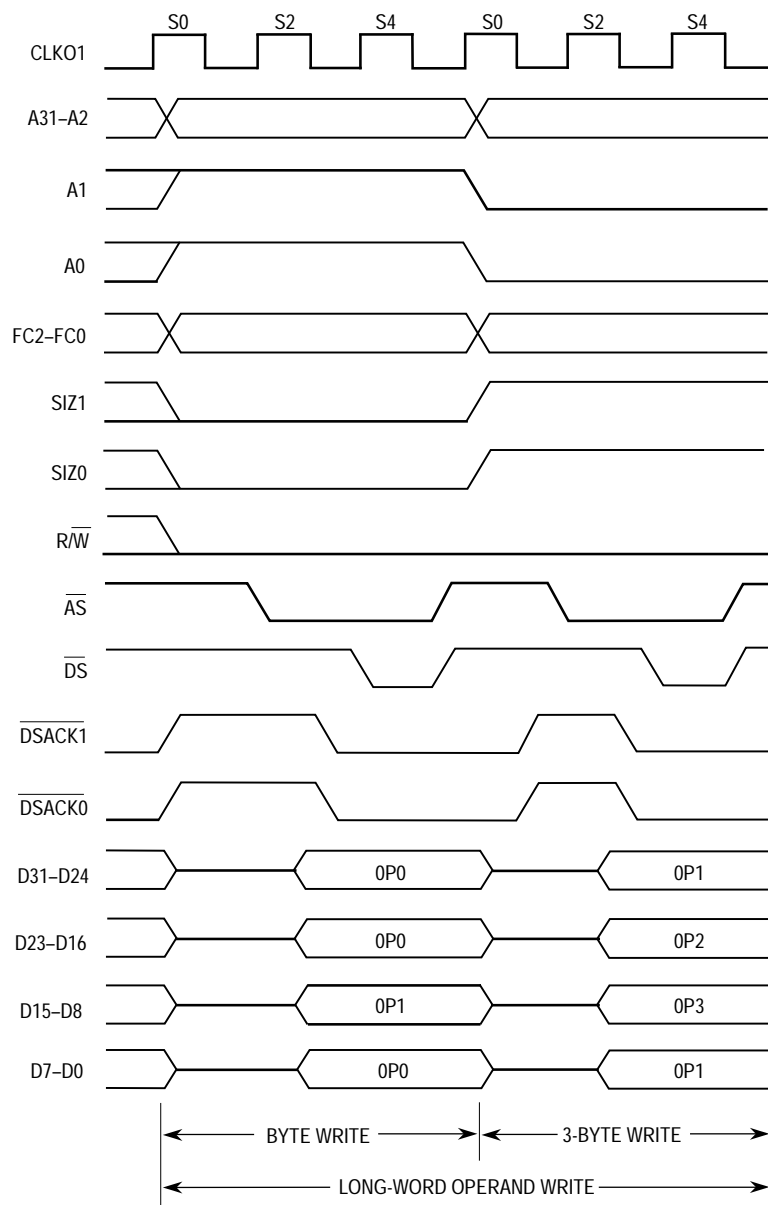 S0 S2 S4 S0 S2 S4
CLKO1
A31–A2
A1
A0
FC2–FC0
SIZ1
SIZ0
R/W
AS
DS
DSACK1
DSACK0
D31–D24 0P0 0P1
D23–D16 0P0 0P2
D15–D8 0P1 0P3
D7–D0 0P0 0P1
BYTE WRITE 3-BYTE WRITE
LONG-WORD OPERAND WRITE